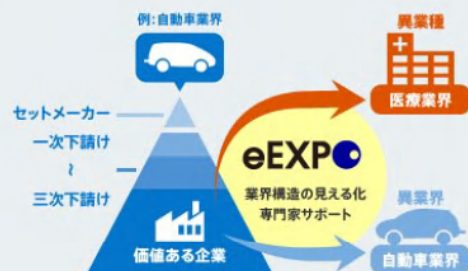 例:自動車業界
異業種
医療業界
セットメーカー
一次下請け
～
三次下請け
eEXPO
業界構造の見える化
専門家サポート
価値ある企業
異業界
自動車業界